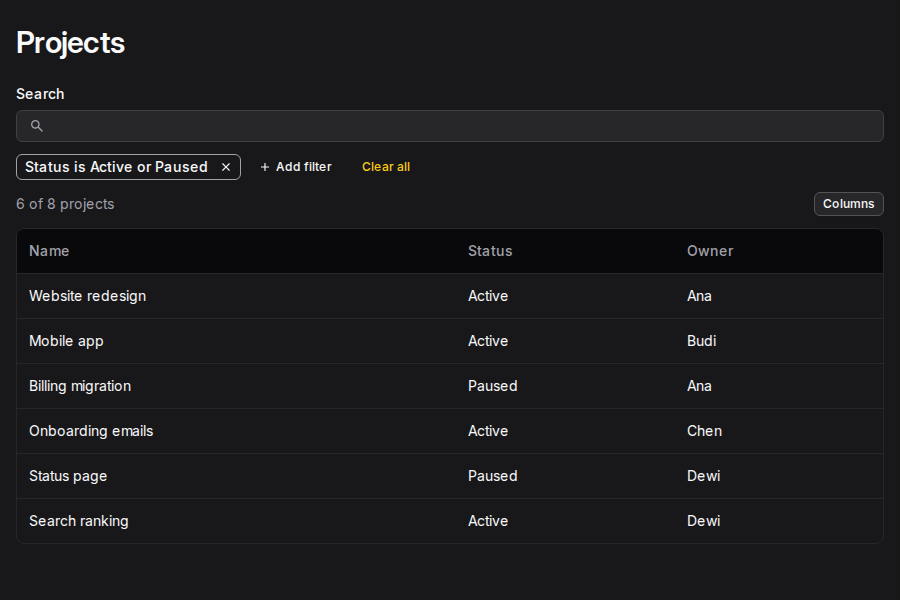 Projects
Search
Status is Active or Paused
Add filter
Clear all
6 of 8 projects
Columns
Name Status Owner
Website redesign Active Ana
Mobile app Active Budi
Billing migration Paused Ana
Onboarding emails Active Chen
Status page Paused Dewi
Search ranking Active Dewi